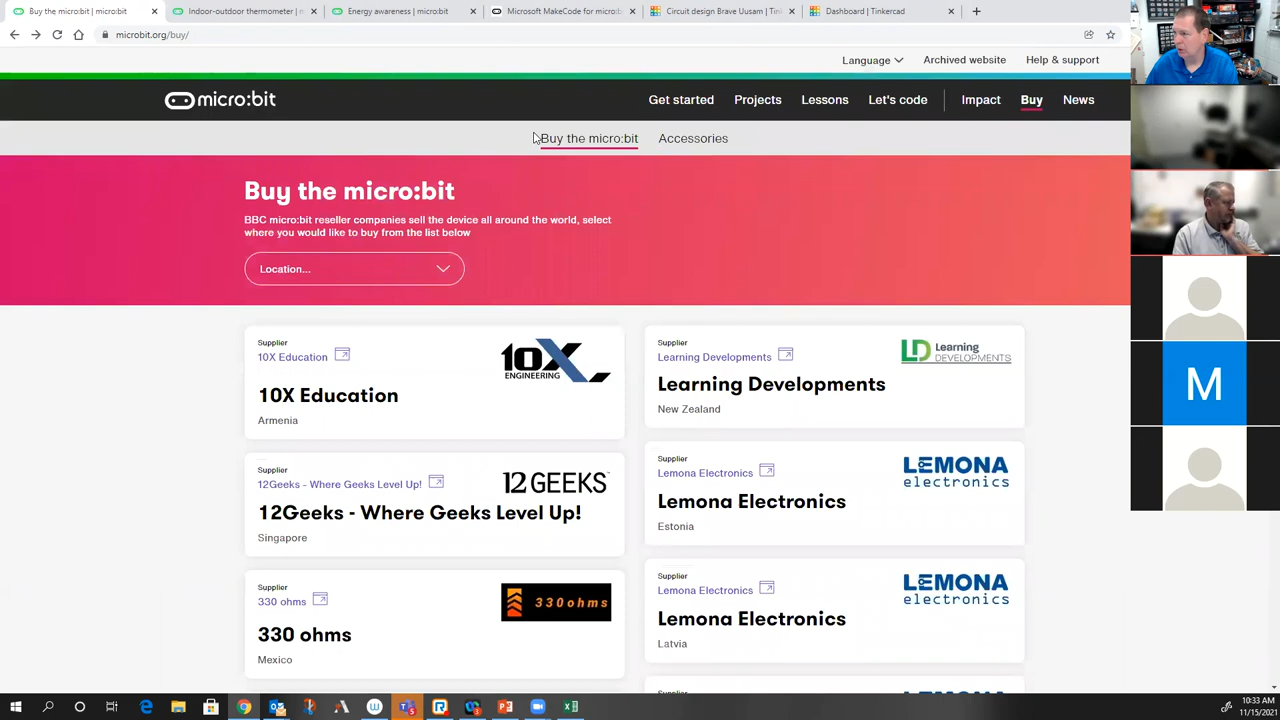 Buy the micro:bit | micro:bit
Indoor-outdoor thermometer | m
Energy awareness | micro:bit
Microsoft MakeCode for micro:b
Circuit design Brave Uusam | Tin
Dashboard | Tinkercad
microbit.org/buy/
Language
Archived website
Help & support
micro:bit
Get started
Projects
Lessons
Let's code
Impact
Buy
News
Buy the micro:bit
Accessories
Buy the micro:bit
BBC micro:bit reseller companies sell the device all around the world, select
where you would like to buy from the list below
Location...
Supplier
10X Education
10X
ENGINEERING
10X Education
Armenia
Supplier
Learning Developments
LD Learning
DEVELOPMENTS
Learning Developments
New Zealand
Supplier
12Geeks - Where Geeks Level Up!
12 GEEKS
12Geeks - Where Geeks Level Up!
Singapore
Supplier
Lemona Electronics
LEMONA
electronics
Lemona Electronics
Estonia
Supplier
330 ohms
330ohms
330 ohms
Mexico
Supplier
Lemona Electronics
LEMONA
electronics
Lemona Electronics
Latvia
LEMONA
M
10:33 AM
11/15/2021